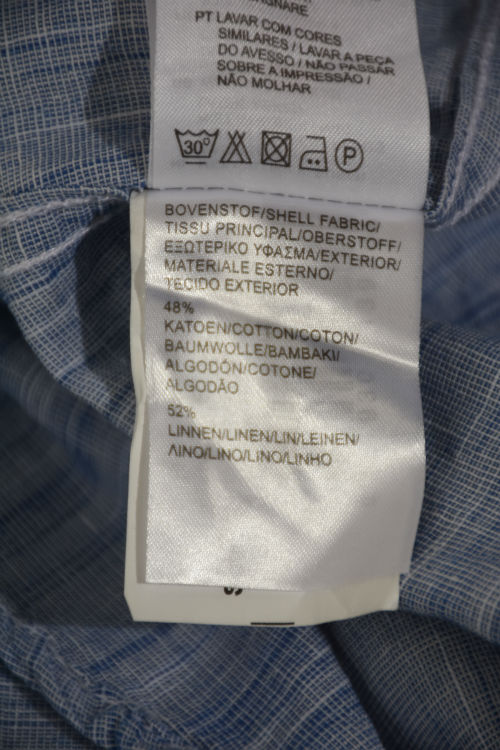 PT LAVAR COM CORES
SIMILARES / LAVAR A PEÇA
DO AVESSO / NÃO PASSAR
SOBRE A IMPRESSÃO /
NÃO MOLHAR
30°
P
BOVENSTOF/SHELL FABRIC/
TISSU PRINCIPAL/OBERSTOFF/
ΕΞΩΤΕΡΙΚΟ ΥΦΑΣΜΑ/EXTERIOR/
MATERIALE ESTERNO/
TECIDO EXTERIOR
48%
KATOEN/COTTON/COTON/
BAUMWOLLE/BAMBAKI/
ALGODÓN/COTONE/
ALGODÃO
52%
LINNEN/LINEN/LIN/LEINEN/
ΛΙΝΟ/LINO/LINO/LINHO